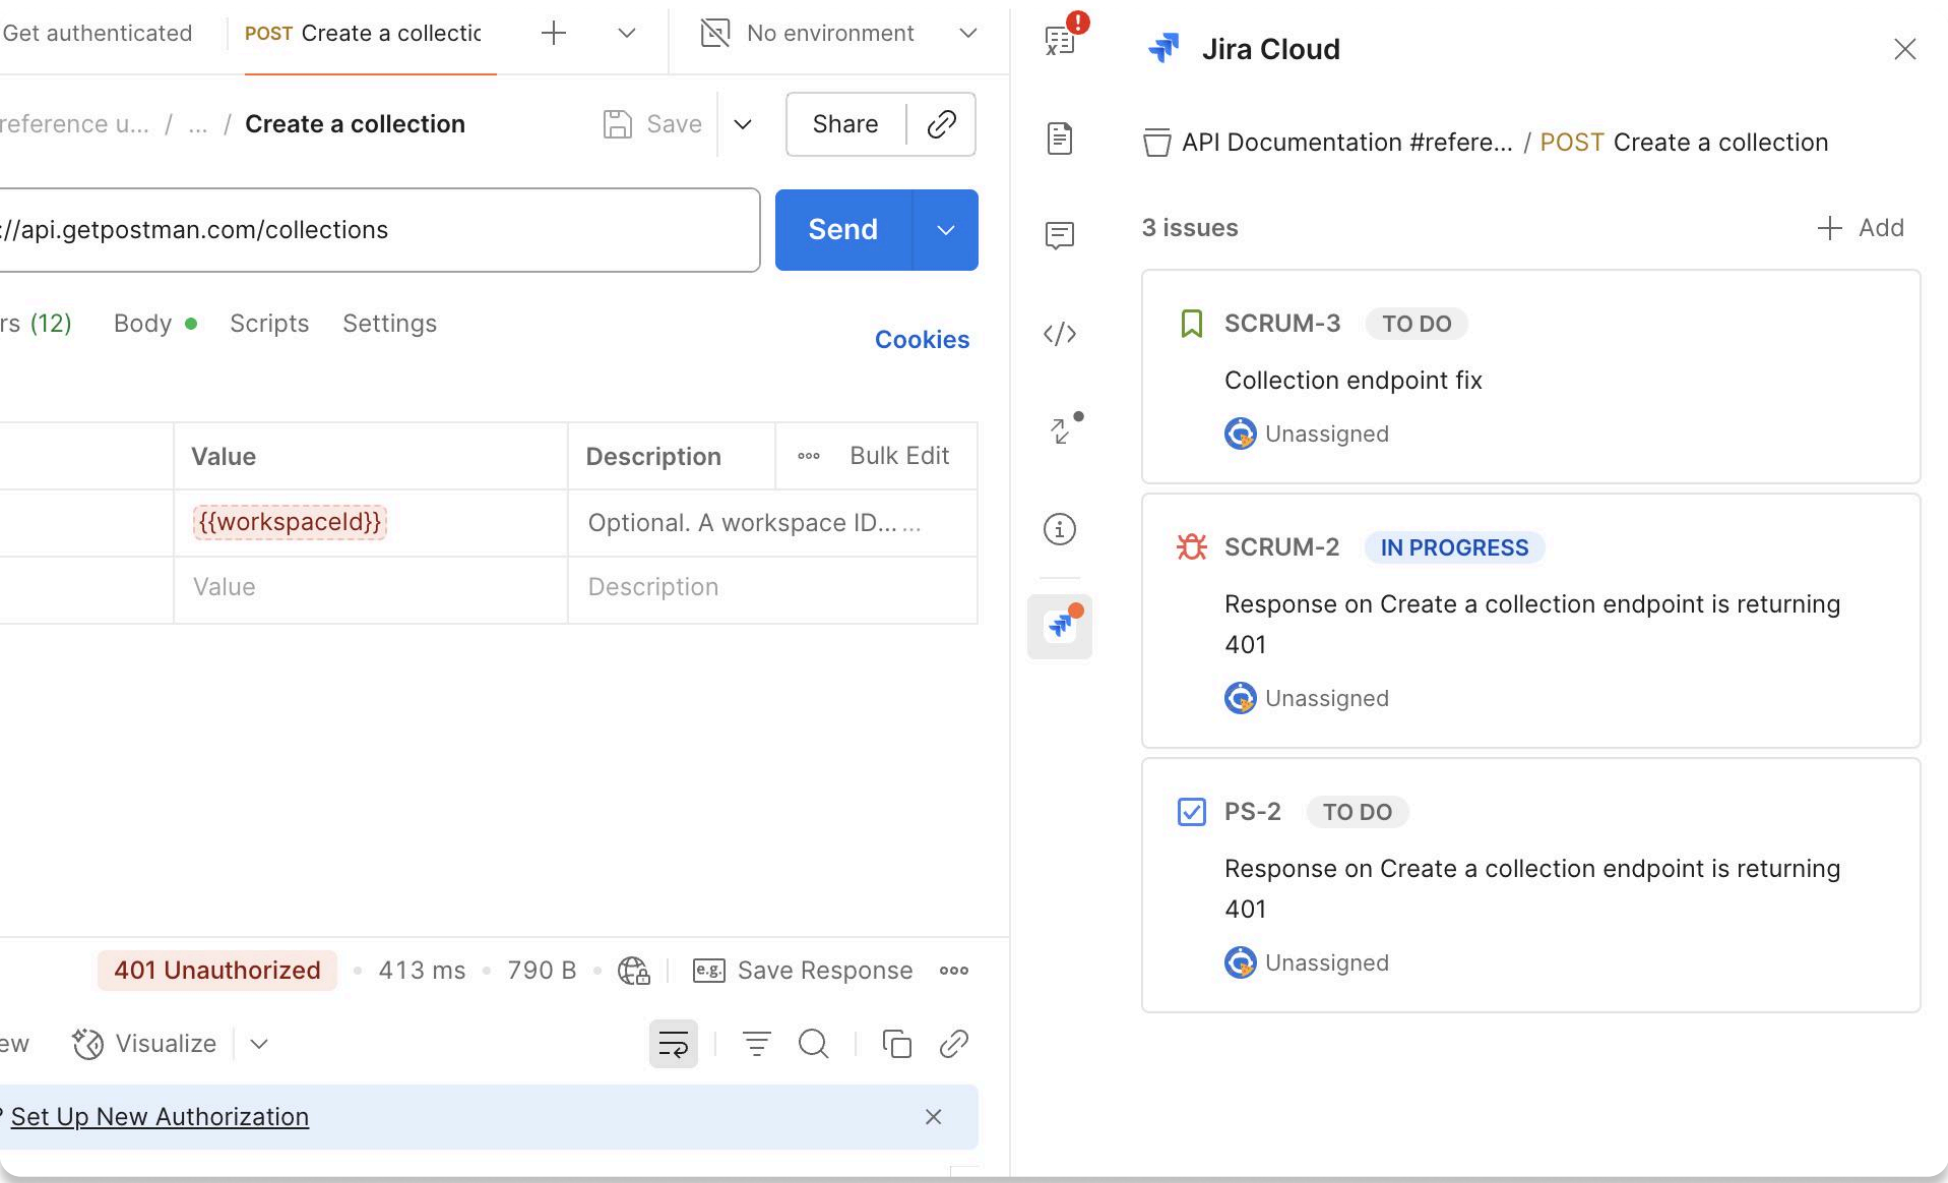 Get authenticated
POST Create a collectic
No environment
reference u... / ... / Create a collection
Save
Share
://api.getpostman.com/collections
Send
rs (12)
Body
Scripts
Settings
Cookies
Value
Description
Bulk Edit
{{workspaceId}}
Optional. A workspace ID... ...
Value
Description
401 Unauthorized
413 ms
790 B
e.g.
Save Response
ew
Visualize
? Set Up New Authorization
Jira Cloud
API Documentation #refere... / POST Create a collection
3 issues
Add
SCRUM-3
TO DO
Collection endpoint fix
Unassigned
SCRUM-2
IN PROGRESS
Response on Create a collection endpoint is returning
401
Unassigned
PS-2
TO DO
Response on Create a collection endpoint is returning
401
Unassigned